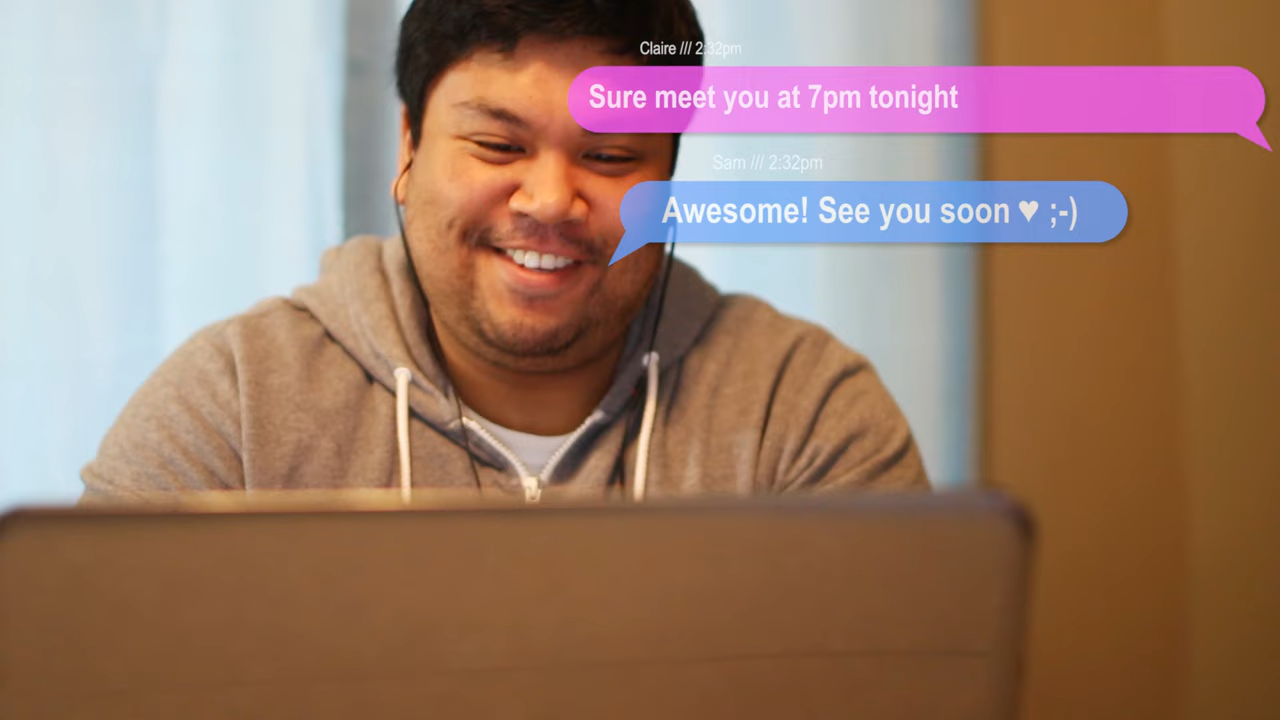 Claire /// 2:32pm
Sure meet you at 7pm tonight
Sam /// 2:32pm
Awesome! See you soon ♥ ;-)